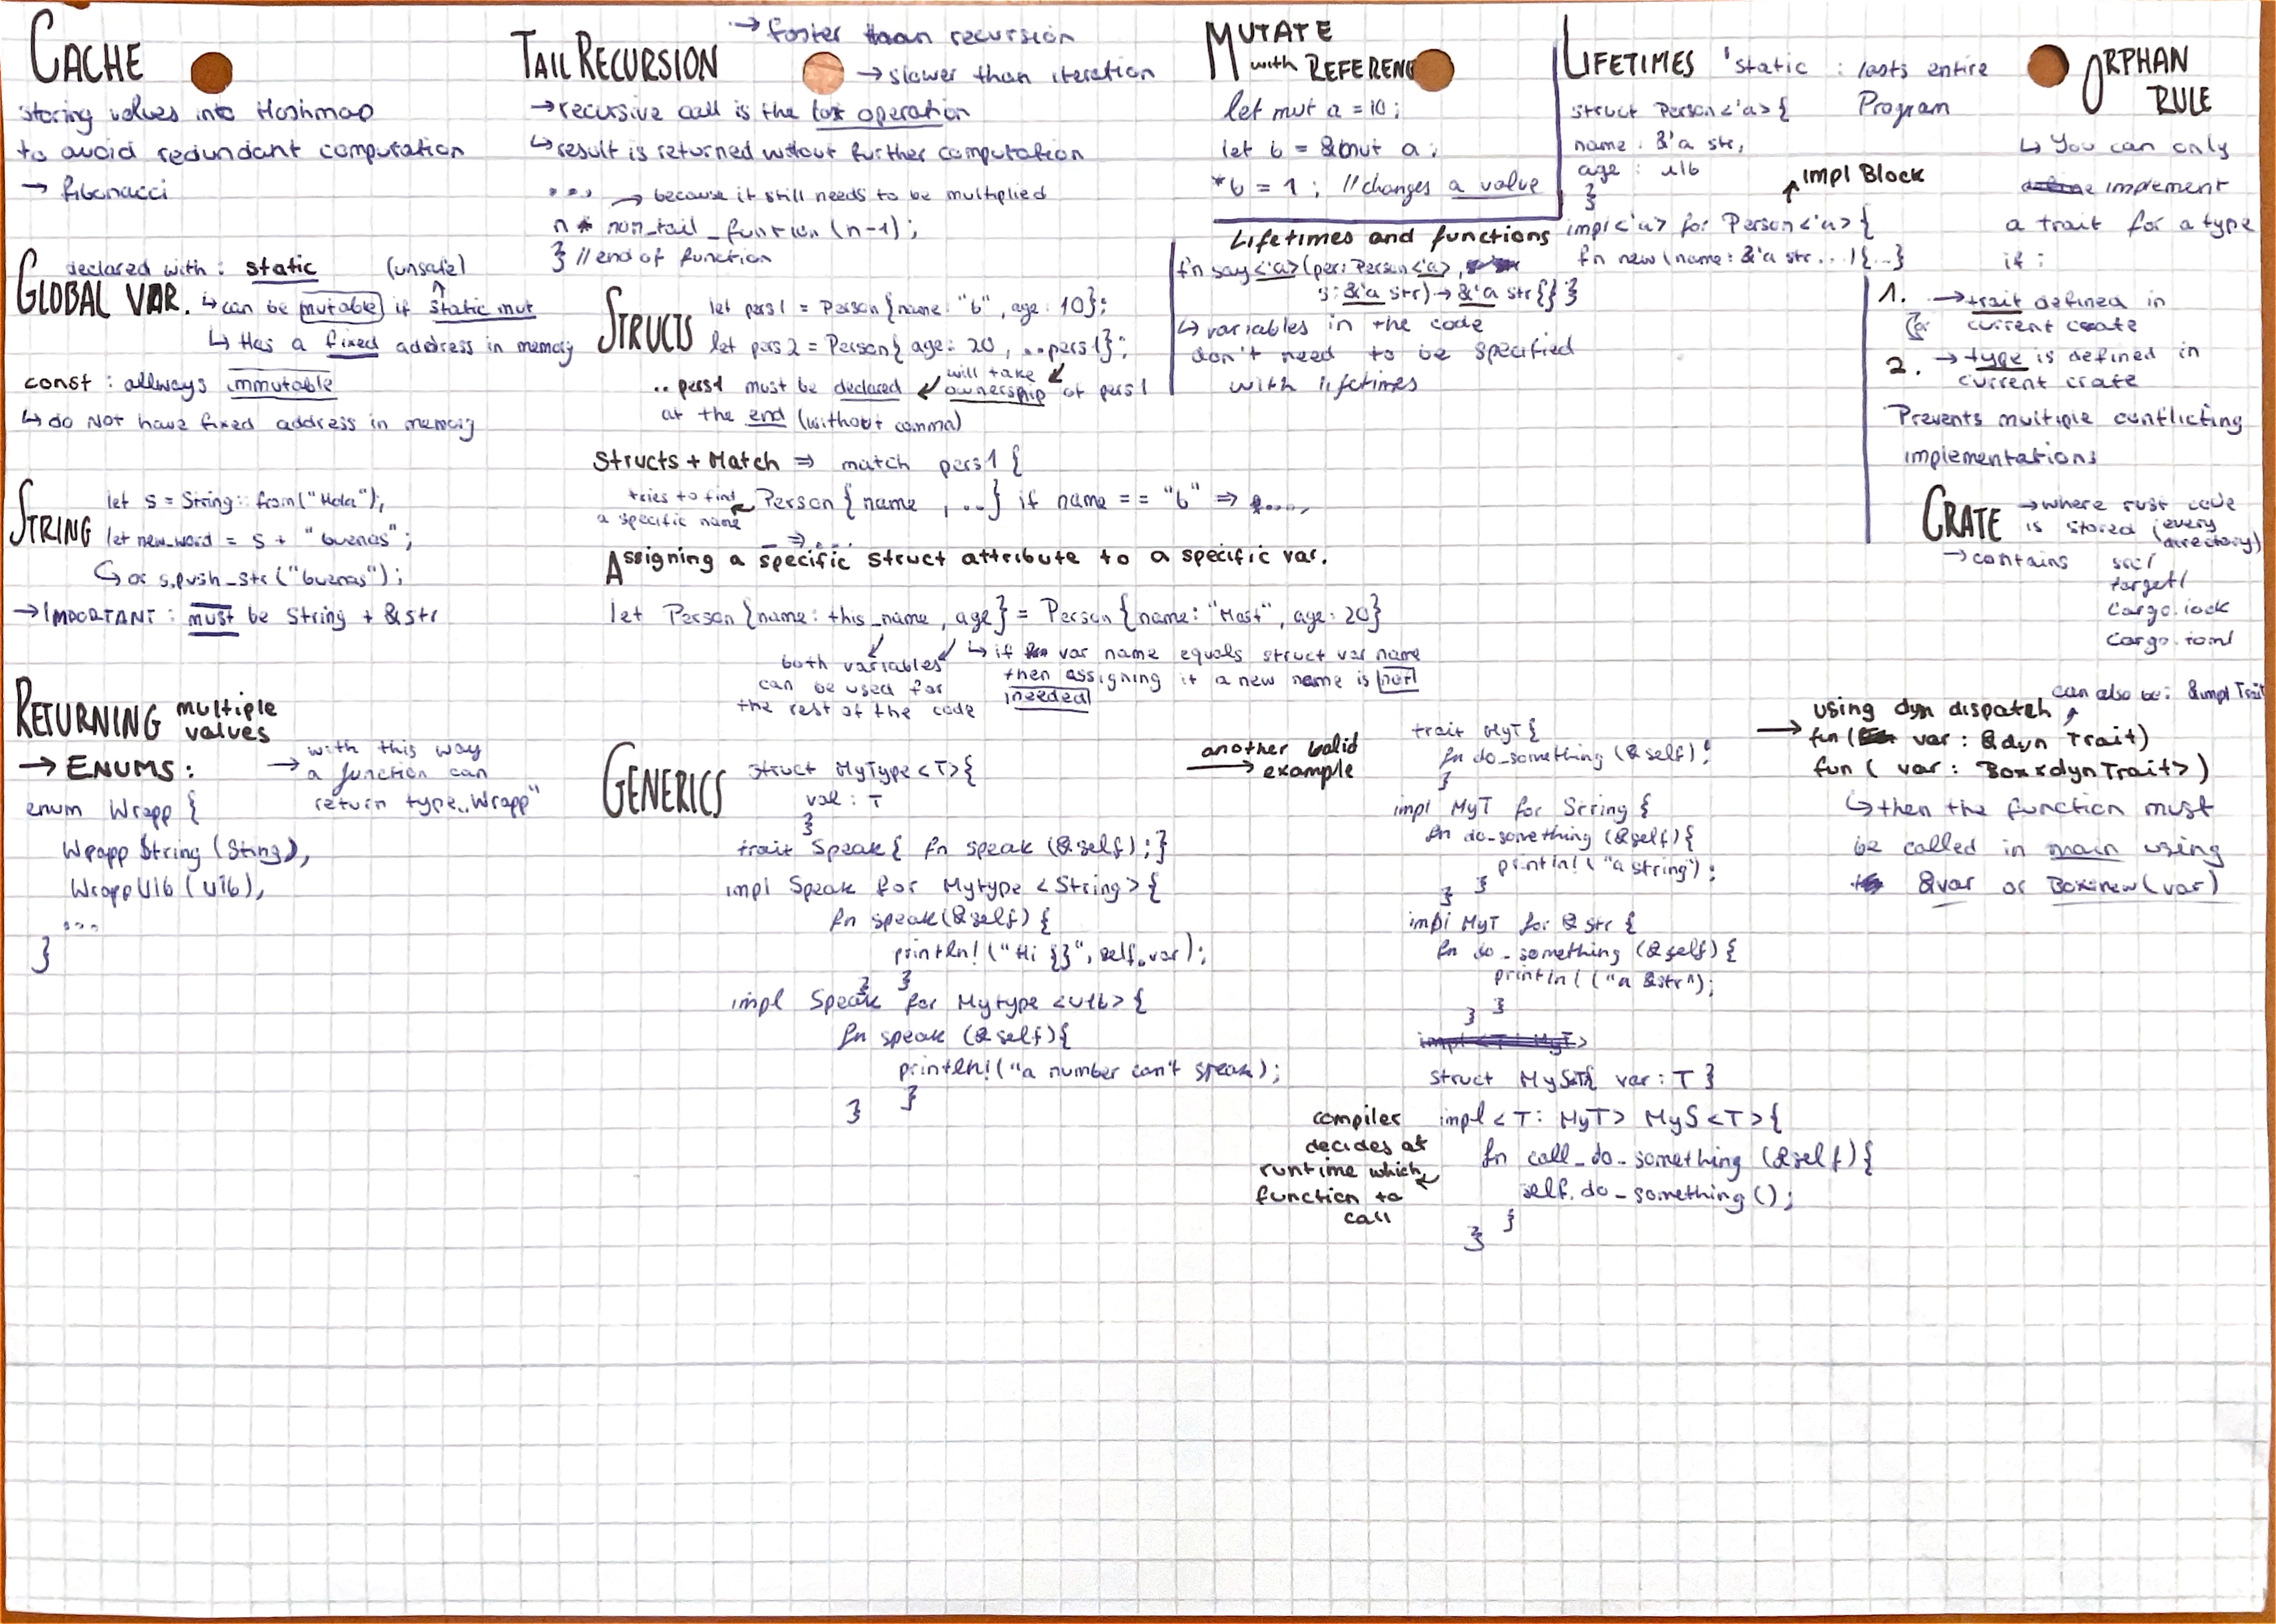 CACHE
storing values into Hashmap
to avoid redundant computation
→ fibonacci
GLOBAL VAR.
declared with: static (unsafe)
↳ can be mutable if static mut
↳ Has a fixed address in memory
const: allways immutable
↳ do NOT have fixed address in memory
STRING
let s = String::from("Hola");
let new_word = s + "buenas";
↳ or s.push_str("buenas");
→ IMPORTANT: must be String + &str
RETURNING multiple values
→ ENUMS:
→ with this way
a function can
return type „Wrapp"
enum Wrapp {
Wrapp String (Sting),
WrappU16 (U16),
...
}
TAIL RECURSION
→ faster than recursion
→ slower than iteration
→ recursive call is the last operation
↳ result is returned wtout further computation
... → because it still needs to be multiplied
n * non_tail_function (n-1);
} // end of function
STRUCTS
let pers1 = Person {name: "b", age: 10};
let pers2 = Person{ age: 20, ..pers1};
will take
..pers1 must be declared ↙ ownership of pers1
at the end (without comma)
Structs + Match ⇒ match pers1 {
tries to find
a specific name
Person { name, ..} if name == "b" ⇒ ....,
_ ⇒ ....
Assigning a specific struct attribute to a specific var.
let Person {name: this_name, age} = Person {name: "Mast", age: 20}
both variables
can be used for
the rest of the code
↳ if var name equals struct var name
then assigning it a new name is not
needed
GENERICS
struct MyType <T>{
val: T
}
trait Speak{ fn speak (&self);}
impl Speak for Mytype <String>{
fn speak(&self) {
println! ("Hi {}", self.var);
} }
impl Speak for Mytype <U16> {
fn speak (&self){
println!("a number can't speak);
}
}
MUTATE
with REFERENC
let mut a = 10;
let b = &mut a;
*b = 1; // changes a value
Lifetimes and functions
fn say<'a>(per: Person<'a>,
s: &'a str) → &'a str{} }
↳ variables in the code
don't need to be specified
with lifetimes
LIFETIMES 'static : lasts entire
Program
struct Person<'a>{
name: &'a str,
age: u16
}
impl Block
impl<'a> for Person<'a>{
fn new (name: &'a str...){...}
ORPHAN
RULE
↳ You can only
define implement
a trait for a type
if:
1. → trait defined in
or current crate
2. → type is defined in
current crate
Prevents multiple conflicting
implementations
CRATE
→ where rust code
is stored (every
directory)
→ contains src/
target/
Cargo.lock
Cargo.toml
another valid
example
trait MyT {
fn do_something (&self);
}
impl MyT for String {
fn do_something (&self){
println! ("a string");
} }
impl MyT for &str {
fn do_something (&self) {
println! ("a &str");
} }
impl <T: MyT>
struct MyS<T>{ var: T }
impl< T: MyT> MyS <T>{
fn call_do_something (&self){
self.do_something ();
}
}
compiler
decides at
runtime which
function to
call
can also be: &impl Trait
→ using dyn dispatch
fun( var: &dyn Trait)
fun ( var: Box<dynTrait>)
↳ then the function must
be called in main using
&var or Box::new(var)